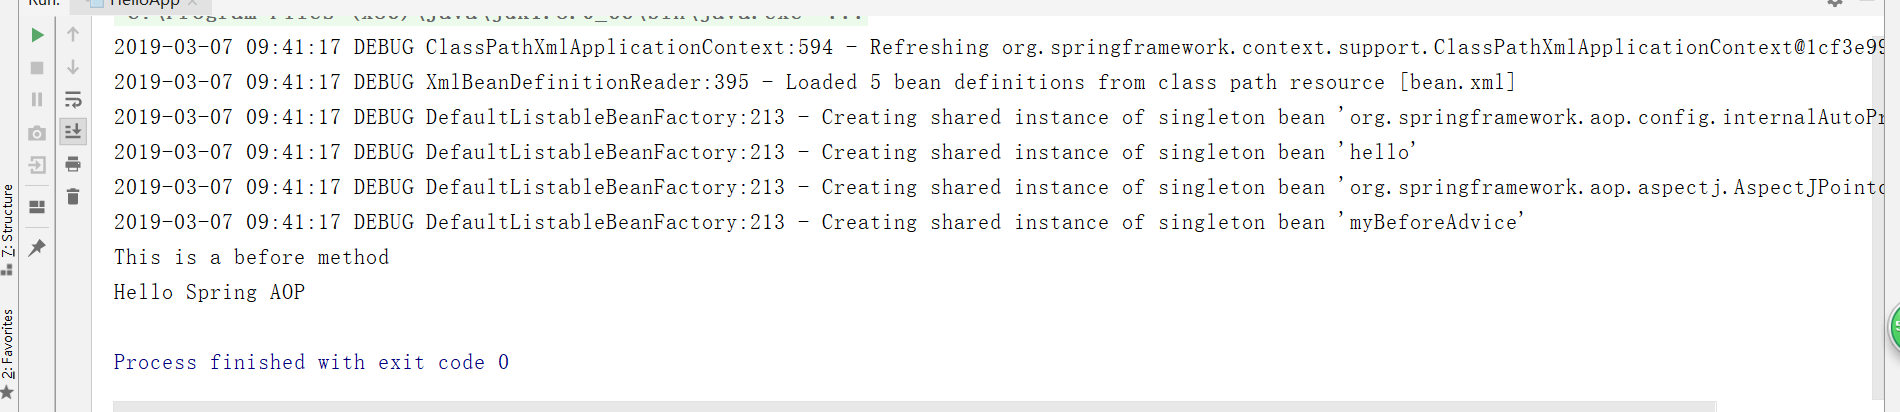 Run: HelloApp
2019-03-07 09:41:17 DEBUG ClassPathXmlApplicationContext:594 - Refreshing org.springframework.context.support.ClassPathXmlApplicationContext@1cf3e99
2019-03-07 09:41:17 DEBUG XmlBeanDefinitionReader:395 - Loaded 5 bean definitions from class path resource [bean.xml]
2019-03-07 09:41:17 DEBUG DefaultListableBeanFactory:213 - Creating shared instance of singleton bean 'org.springframework.aop.config.internalAutoPr
2019-03-07 09:41:17 DEBUG DefaultListableBeanFactory:213 - Creating shared instance of singleton bean 'hello'
2019-03-07 09:41:17 DEBUG DefaultListableBeanFactory:213 - Creating shared instance of singleton bean 'org.springframework.aop.aspectj.AspectJPointc
2019-03-07 09:41:17 DEBUG DefaultListableBeanFactory:213 - Creating shared instance of singleton bean 'myBeforeAdvice'
This is a before method
Hello Spring AOP
Process finished with exit code 0
7: Structure
2: Favorites